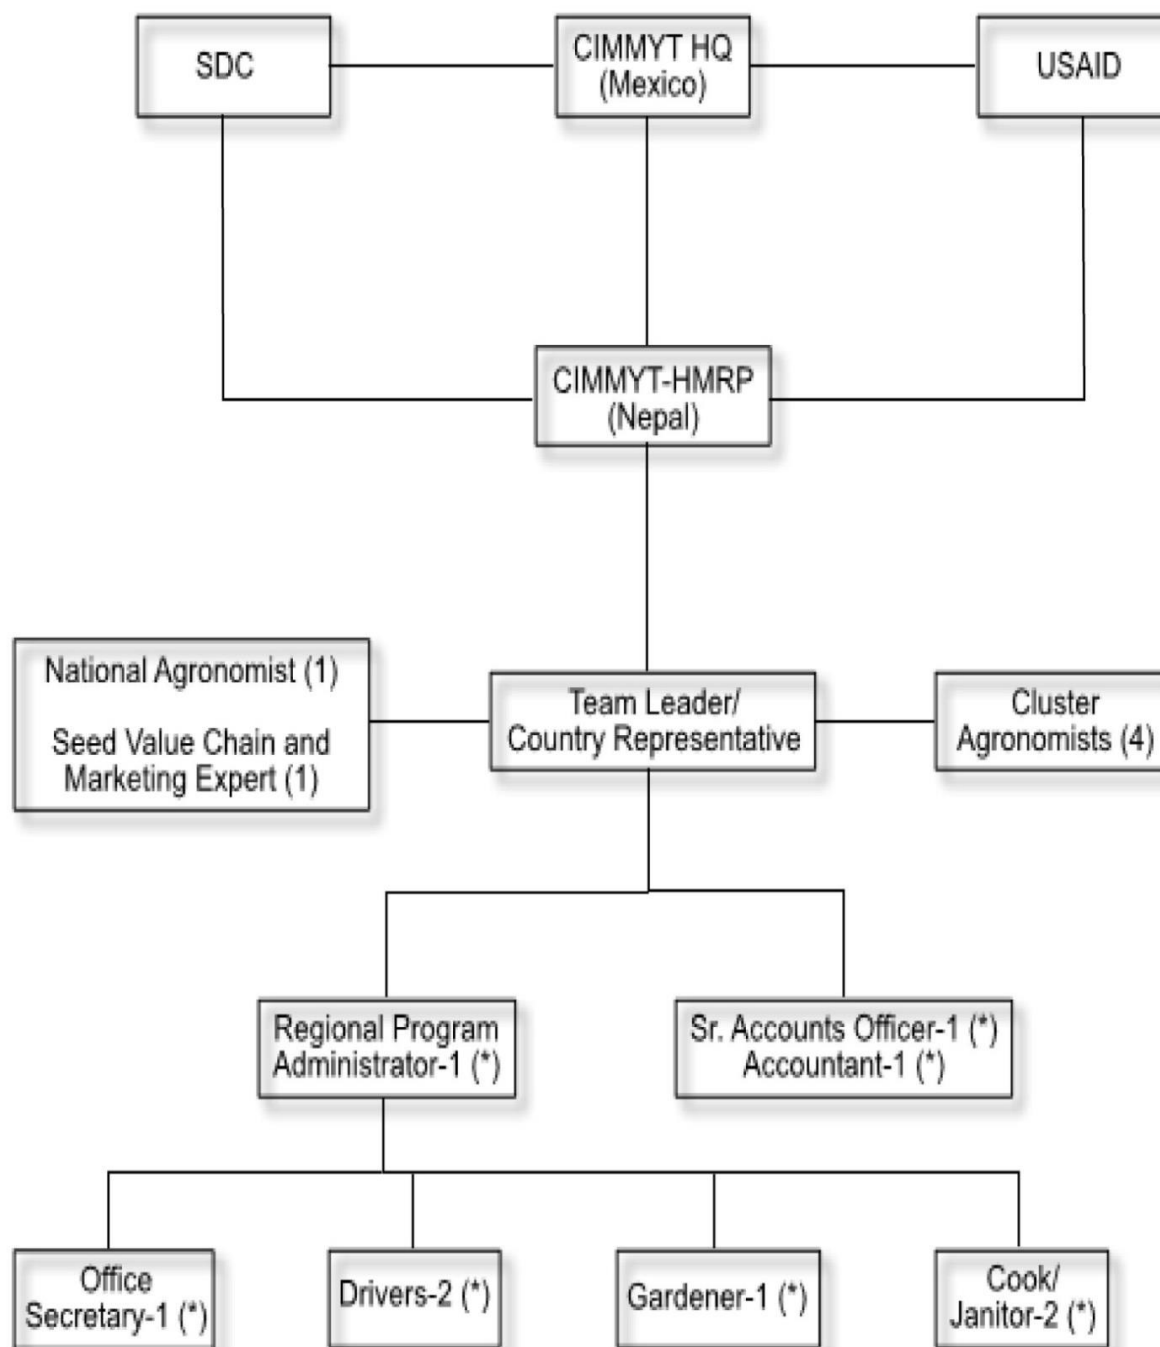 SDC
CIMMYT HQ
(Mexico)
USAID
CIMMYT-HMRP
(Nepal)
National Agronomist (1)
Seed Value Chain and
Marketing Expert (1)
Team Leader/
Country Representative
Cluster
Agronomists (4)
Regional Program
Administrator-1 (*)
Sr. Accounts Officer-1 (*)
Accountant-1 (*)
Office
Secretary-1 (*)
Drivers-2 (*)
Gardener-1 (*)
Cook/
Janitor-2 (*)